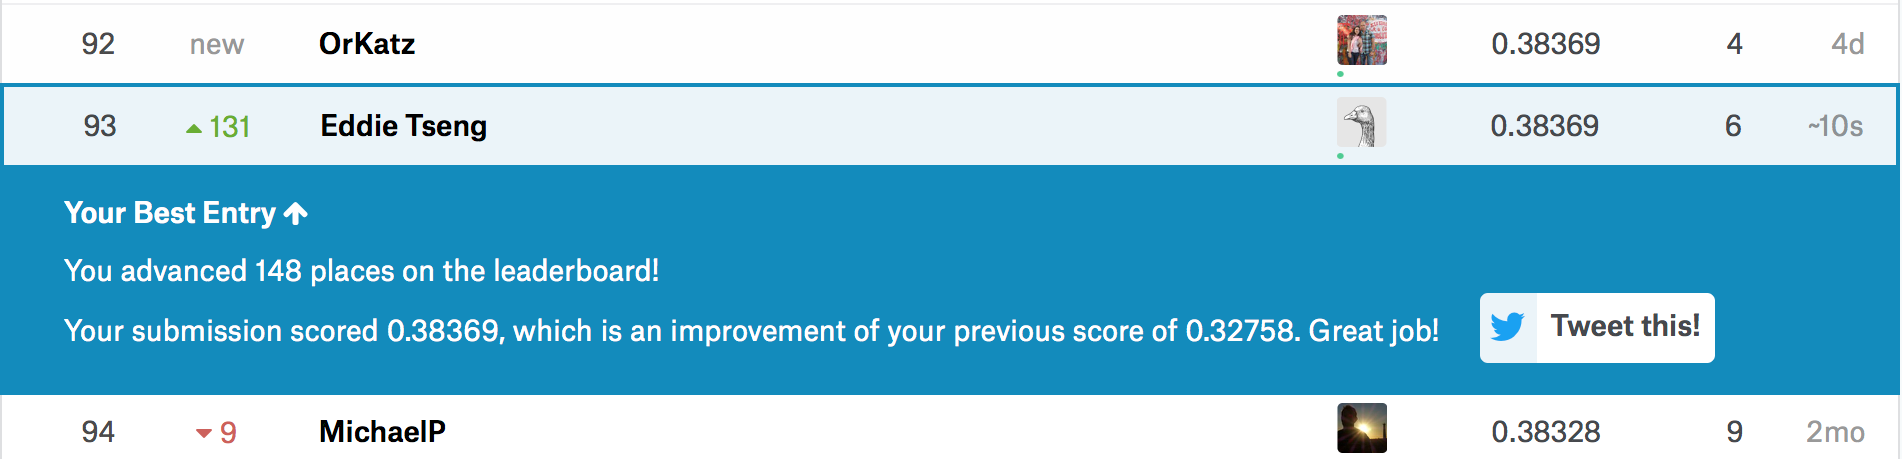 92 new OrKatz 0.38369 4 4d
93 131 Eddie Tseng 0.38369 6 ~10s
Your Best Entry
You advanced 148 places on the leaderboard!
Your submission scored 0.38369, which is an improvement of your previous score of 0.32758. Great job! Tweet this!
94 9 MichaelP 0.38328 9 2mo